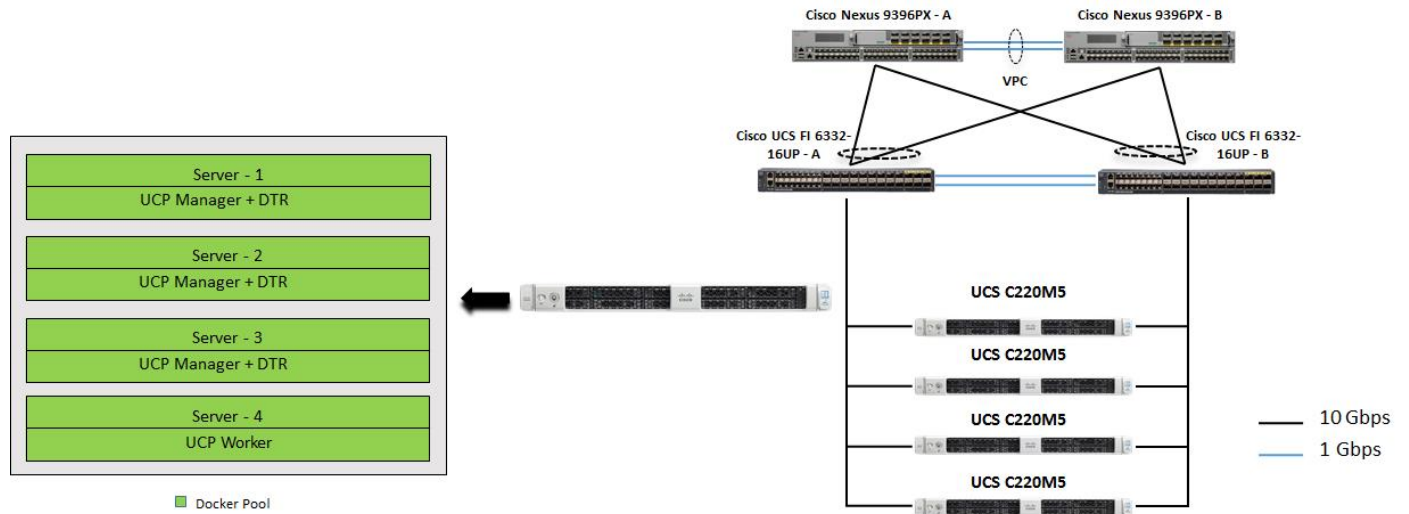 Cisco Nexus 9396PX - A
Cisco Nexus 9396PX - B
VPC
Cisco UCS FI 6332-
16UP - A
Cisco UCS FI 6332-
16UP - B
Server - 1
UCP Manager + DTR
Server - 2
UCP Manager + DTR
Server - 3
UCP Manager + DTR
Server - 4
UCP Worker
Docker Pool
UCS C220M5
UCS C220M5
UCS C220M5
UCS C220M5
10 Gbps
1 Gbps